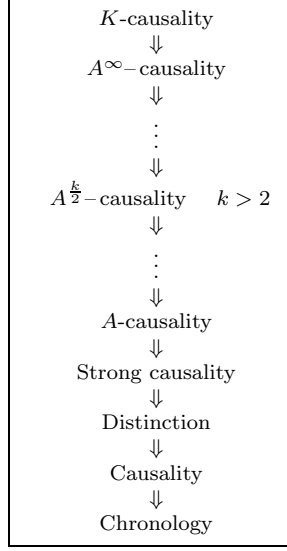 K-causality
⇓
A^∞ – causality
⇓
⋮
⇓
A^{k/2} – causality k > 2
⇓
⋮
⇓
A-causality
⇓
Strong causality
⇓
Distinction
⇓
Causality
⇓
Chronology